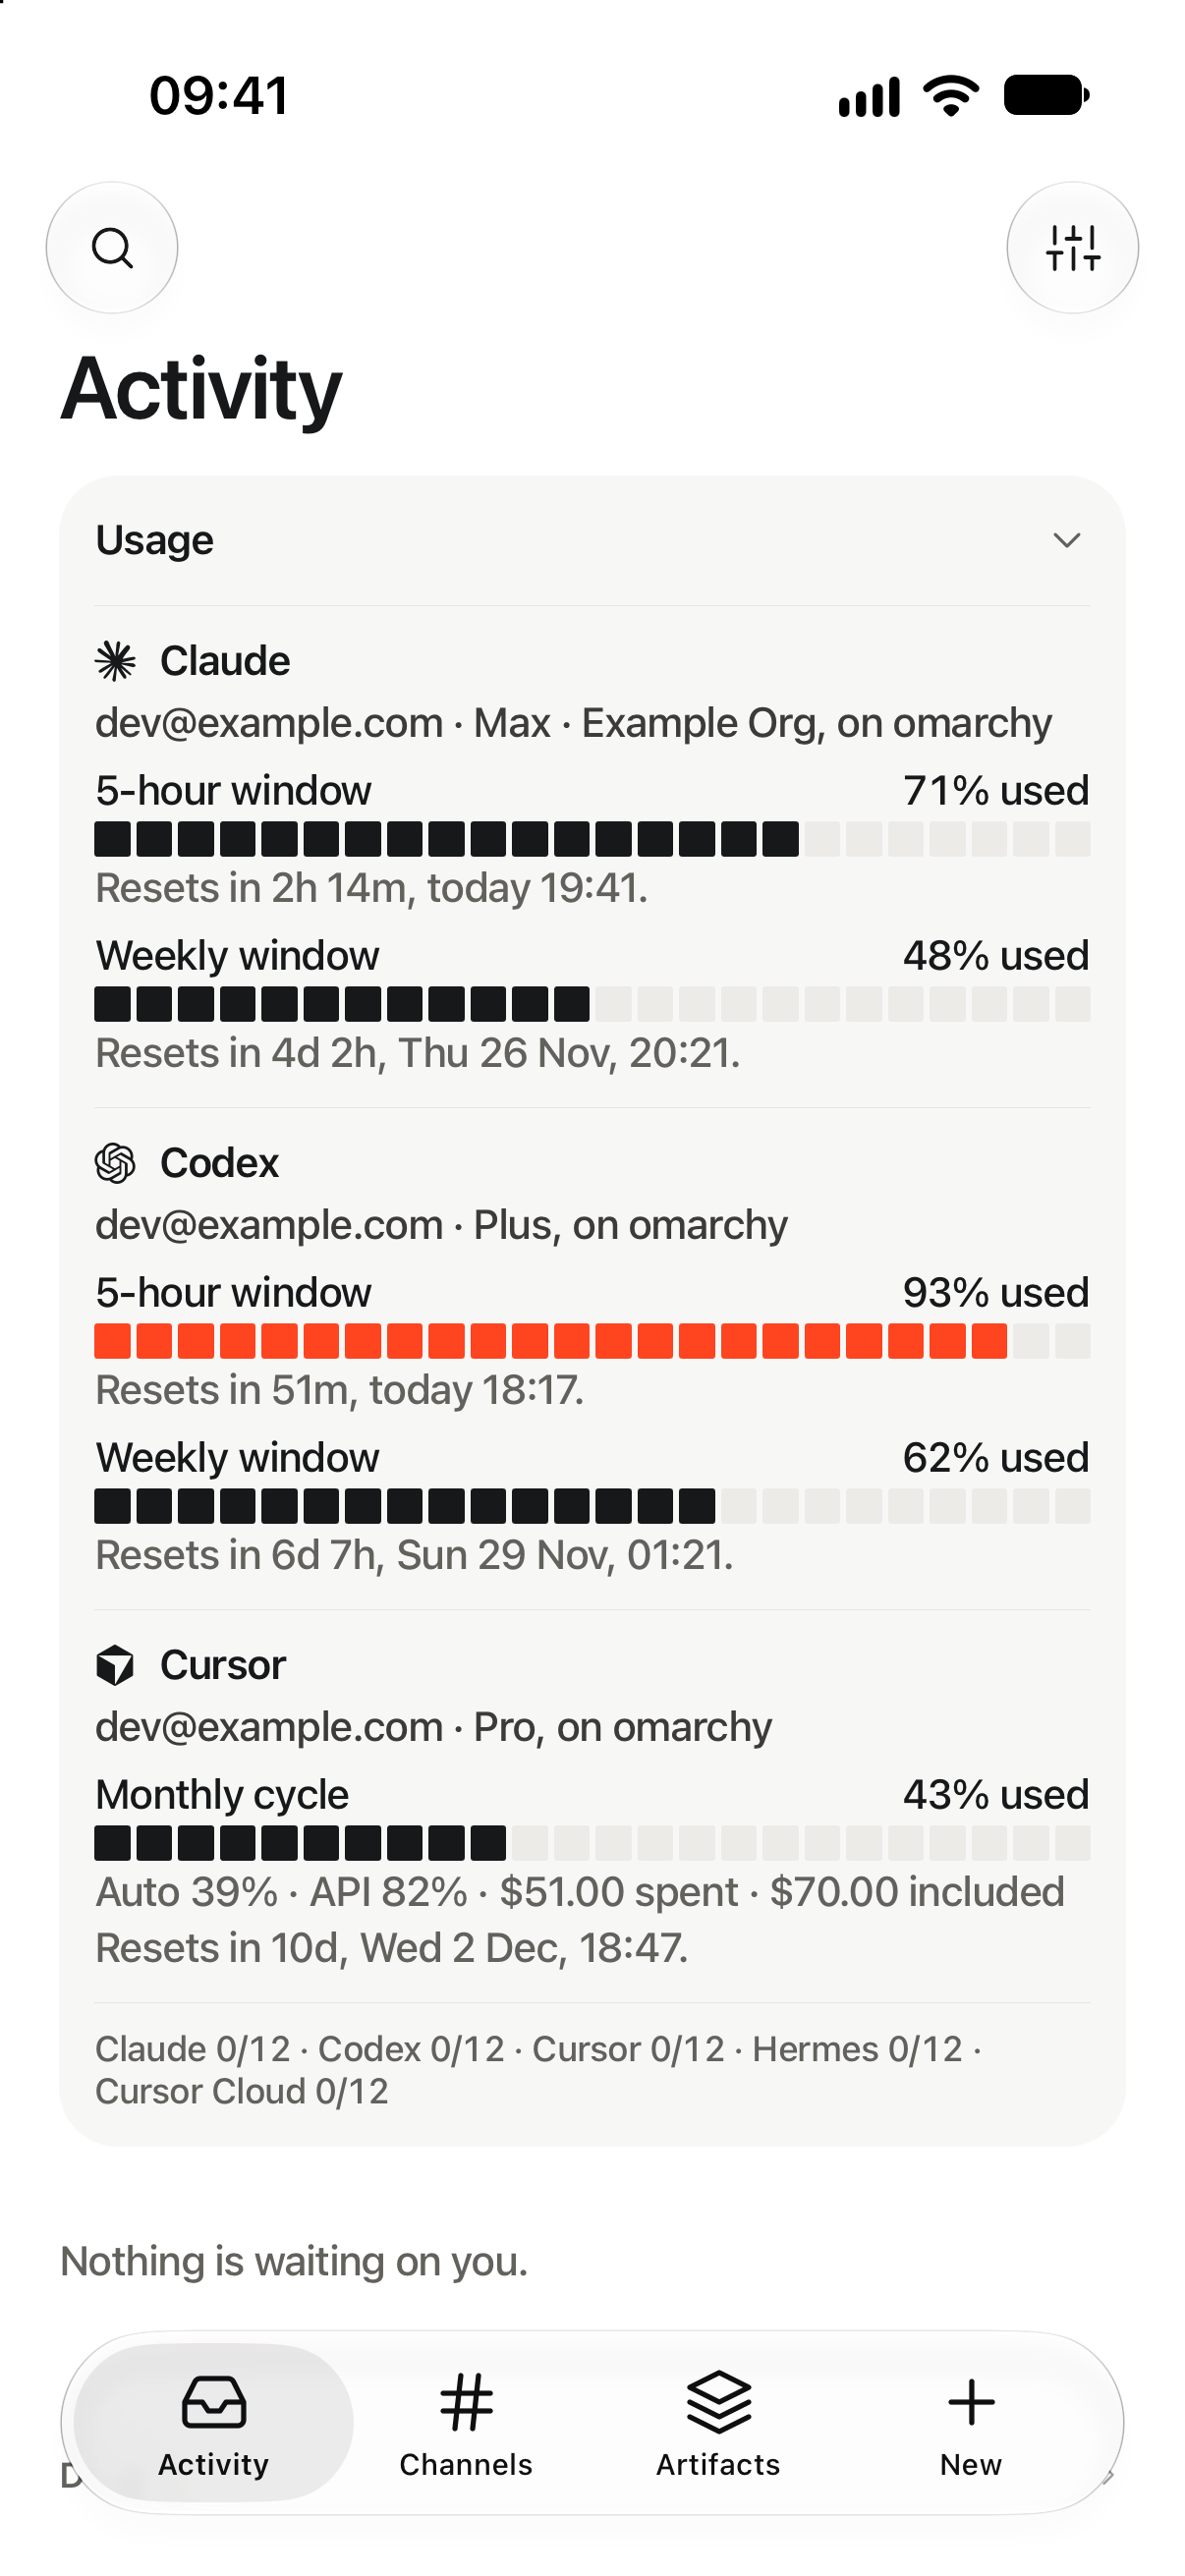 09:41
Activity
Usage
Claude
dev@example.com · Max · Example Org, on omarchy
5-hour window 71% used
Resets in 2h 14m, today 19:41.
Weekly window 48% used
Resets in 4d 2h, Thu 26 Nov, 20:21.
Codex
dev@example.com · Plus, on omarchy
5-hour window 93% used
Resets in 51m, today 18:17.
Weekly window 62% used
Resets in 6d 7h, Sun 29 Nov, 01:21.
Cursor
dev@example.com · Pro, on omarchy
Monthly cycle 43% used
Auto 39% · API 82% · $51.00 spent · $70.00 included
Resets in 10d, Wed 2 Dec, 18:47.
Claude 0/12 · Codex 0/12 · Cursor 0/12 · Hermes 0/12 ·
Cursor Cloud 0/12
Nothing is waiting on you.
Activity Channels Artifacts New